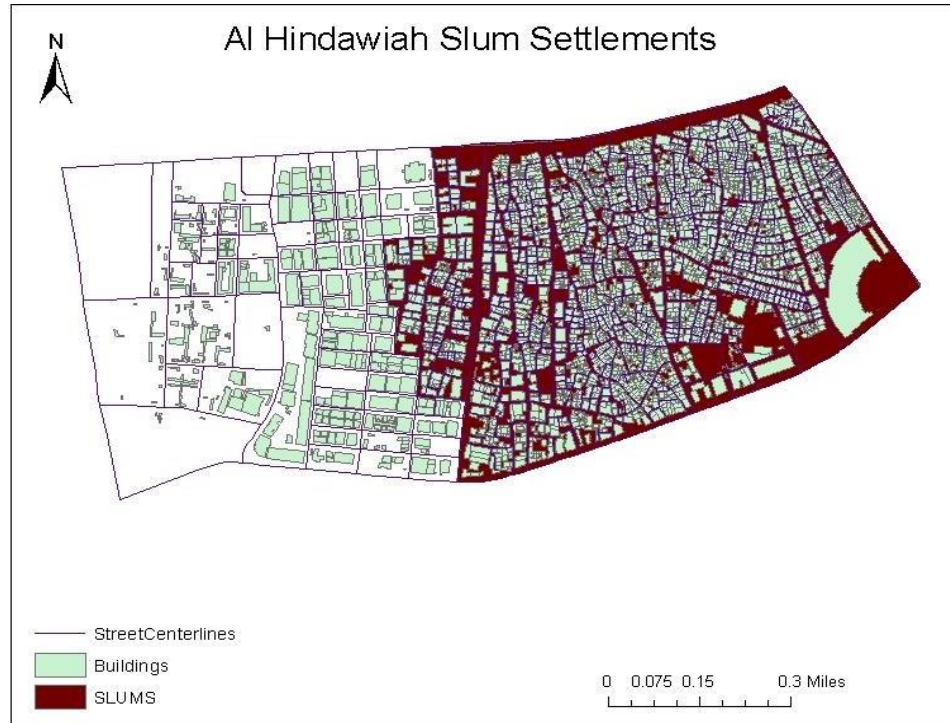 Al Hindawiah Slum Settlements
N
StreetCenterlines
Buildings
SLUMS
0 0.075 0.15 0.3 Miles